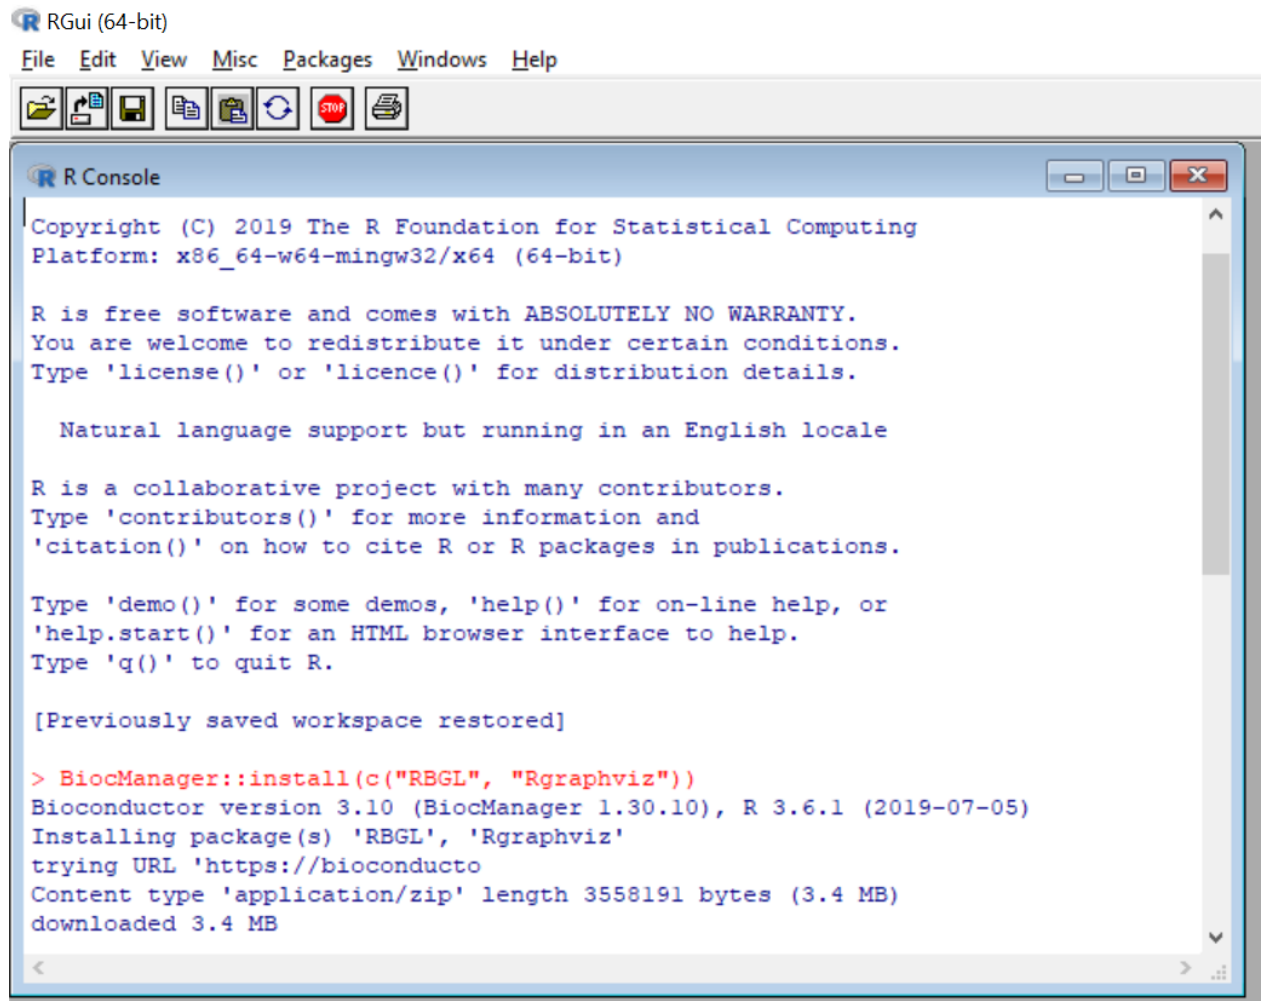 RGui (64-bit)
File Edit View Misc Packages Windows Help
STOP
R Console
Copyright (C) 2019 The R Foundation for Statistical Computing
Platform: x86_64-w64-mingw32/x64 (64-bit)
R is free software and comes with ABSOLUTELY NO WARRANTY.
You are welcome to redistribute it under certain conditions.
Type 'license()' or 'licence()' for distribution details.
Natural language support but running in an English locale
R is a collaborative project with many contributors.
Type 'contributors()' for more information and
'citation()' on how to cite R or R packages in publications.
Type 'demo()' for some demos, 'help()' for on-line help, or
'help.start()' for an HTML browser interface to help.
Type 'q()' to quit R.
[Previously saved workspace restored]
> BiocManager::install(c("RBGL", "Rgraphviz"))
Bioconductor version 3.10 (BiocManager 1.30.10), R 3.6.1 (2019-07-05)
Installing package(s) 'RBGL', 'Rgraphviz'
trying URL 'https://bioconducto
Content type 'application/zip' length 3558191 bytes (3.4 MB)
downloaded 3.4 MB